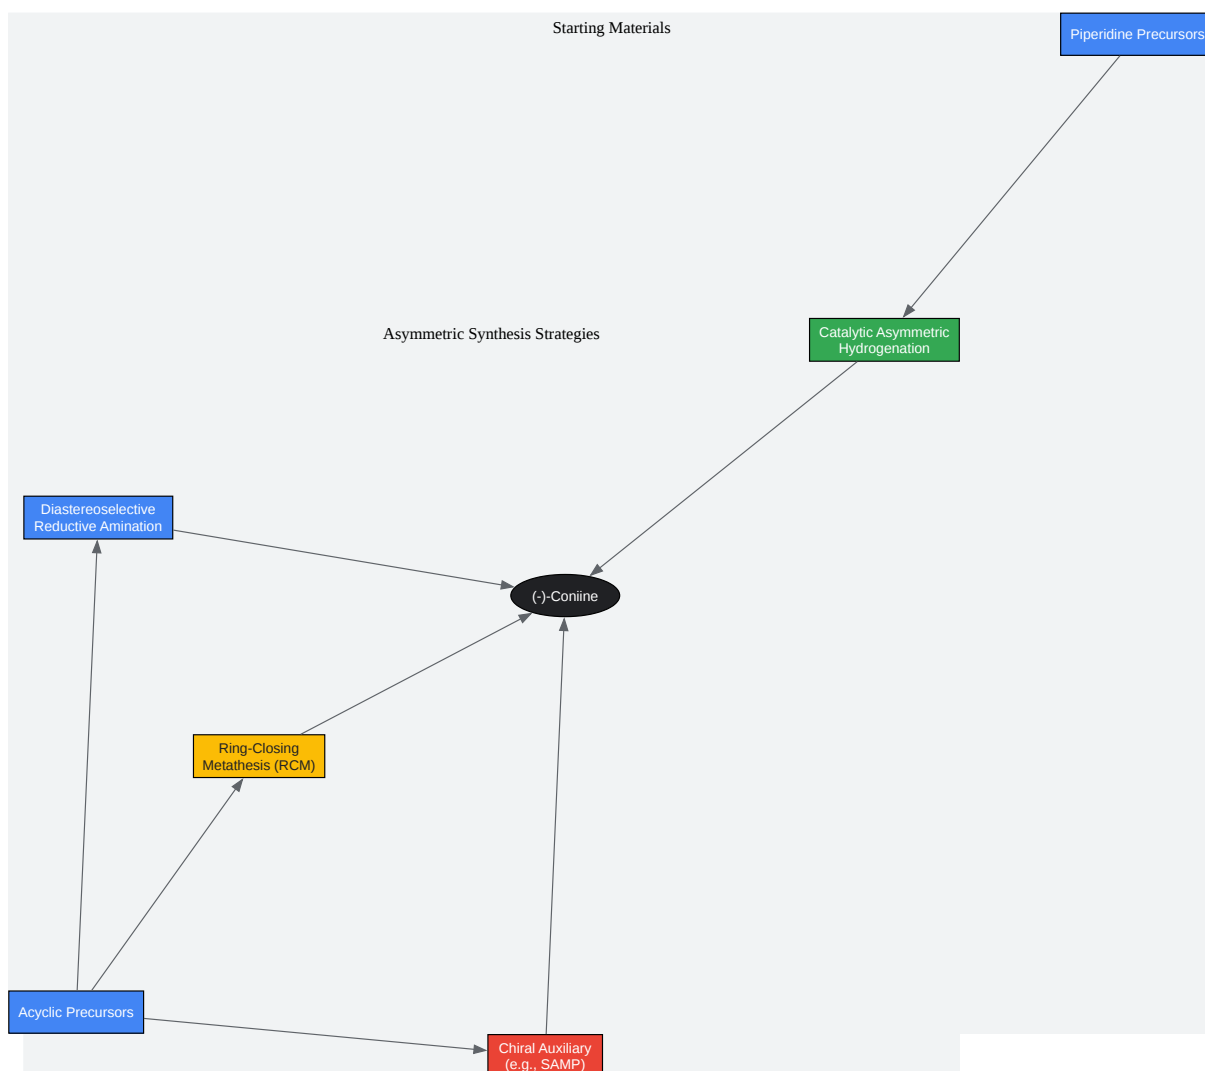 Starting Materials
Piperidine Precursors
Asymmetric Synthesis Strategies
Catalytic Asymmetric
Hydrogenation
Diastereoselective
Reductive Amination
(-)-Coniine
Ring-Closing
Metathesis (RCM)
Acyclic Precursors
Chiral Auxiliary
(e.g., SAMP)